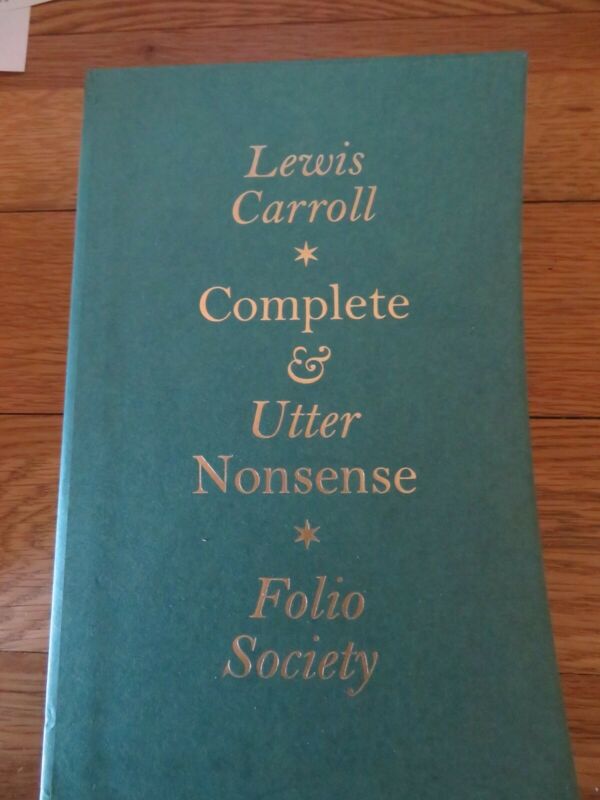 Lewis
Carroll
Complete
&
Utter
Nonsense
Folio
Society